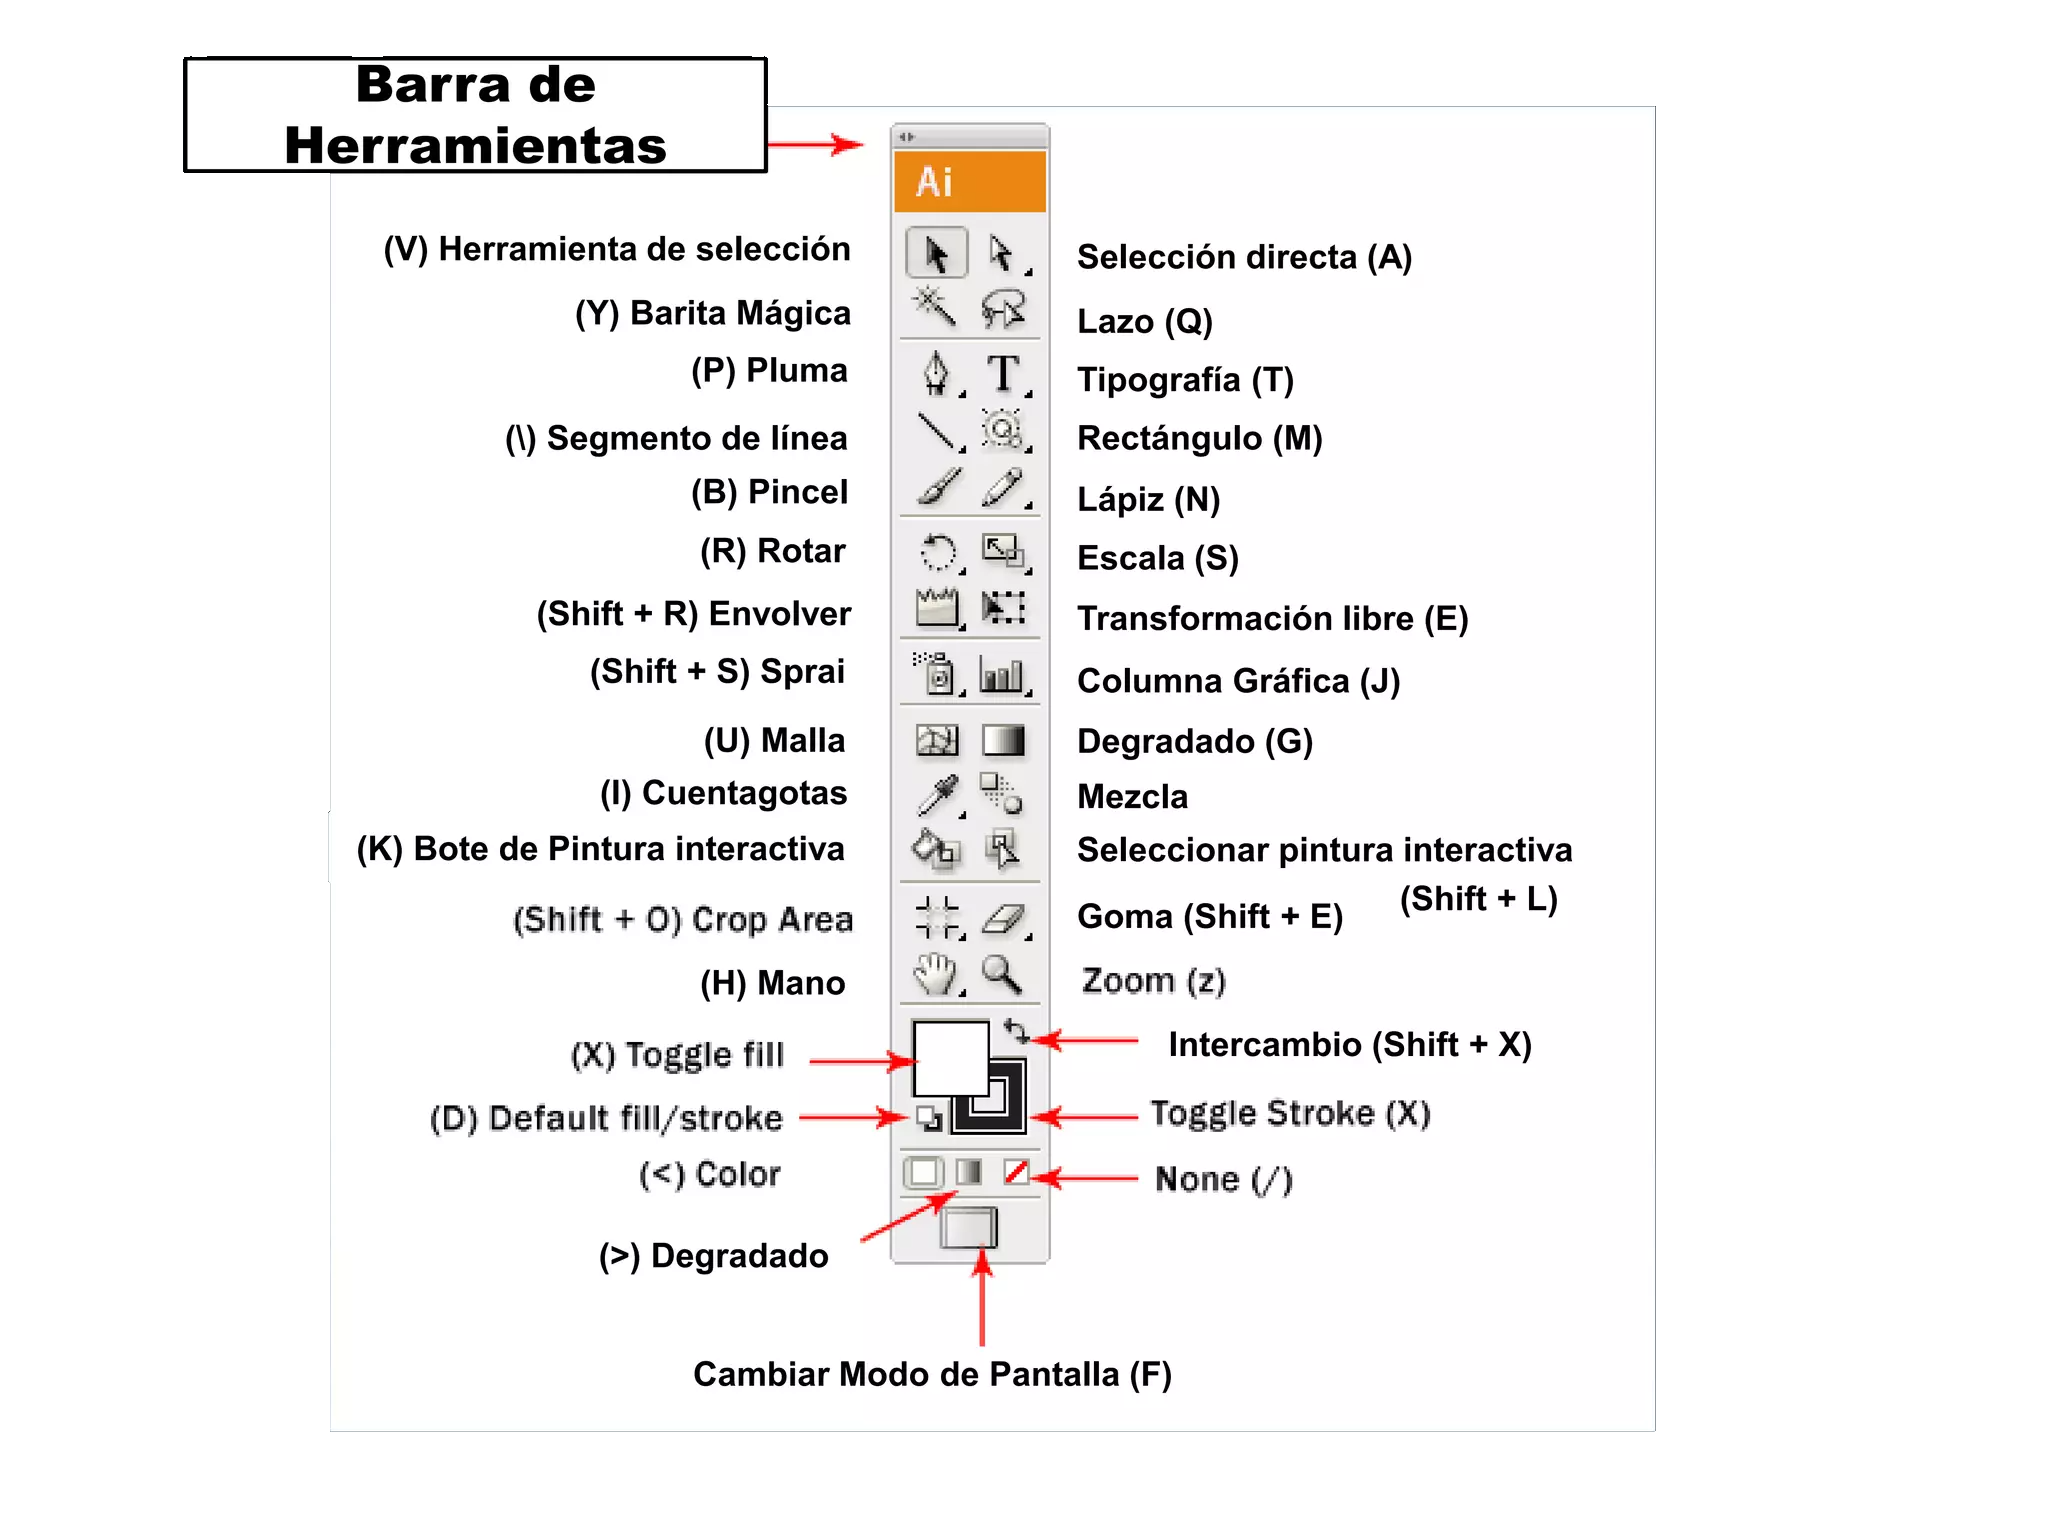 Barra de
Herramientas
Ai
(V) Herramienta de selección
Selección directa (A)
(Y) Barita Mágica
Lazo (Q)
(P) Pluma
Tipografía (T)
(\) Segmento de línea
Rectángulo (M)
(B) Pincel
Lápiz (N)
(R) Rotar
Escala (S)
(Shift + R) Envolver
Transformación libre (E)
(Shift + S) Sprai
Columna Gráfica (J)
(U) Malla
Degradado (G)
(I) Cuentagotas
Mezcla
(K) Bote de Pintura interactiva
Seleccionar pintura interactiva
(Shift + L)
(Shift + O) Crop Area
Goma (Shift + E)
(H) Mano
Zoom (z)
Intercambio (Shift + X)
(X) Toggle fill
(D) Default fill/stroke
Toggle Stroke (X)
(<) Color
None (/)
(>) Degradado
Cambiar Modo de Pantalla (F)